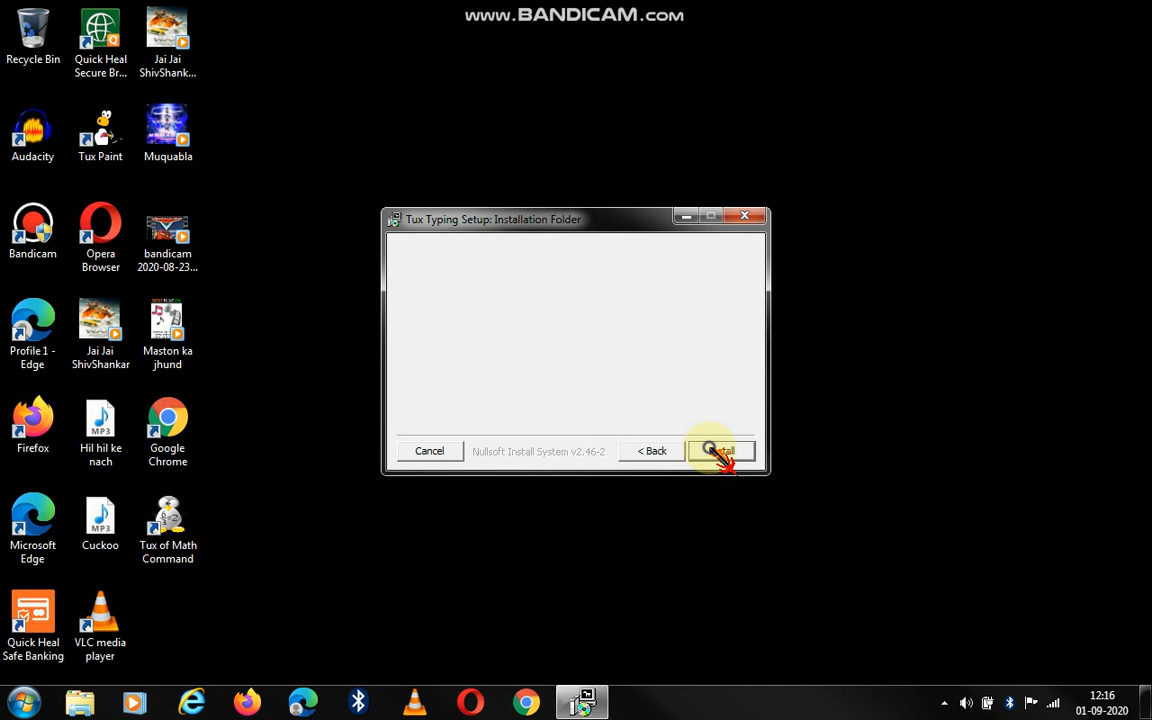 www.BANDICAM.com
Recycle Bin
Quick Heal
Secure Br...
Jai Jai
ShivShank...
Audacity
Tux Paint
Muquabla
Bandicam
Opera
Browser
bandicam
2020-08-23...
Profile 1 -
Edge
Jai Jai
ShivShankar
Maston ka
jhund
Firefox
MP3
Hil hil ke
nach
Google
Chrome
Microsoft
Edge
MP3
Cuckoo
Tux of Math
Command
Quick Heal
Safe Banking
VLC media
player
Tux Typing Setup: Installation Folder
Cancel
Nullsoft Install System v2.46-2
< Back
12:16
01-09-2020